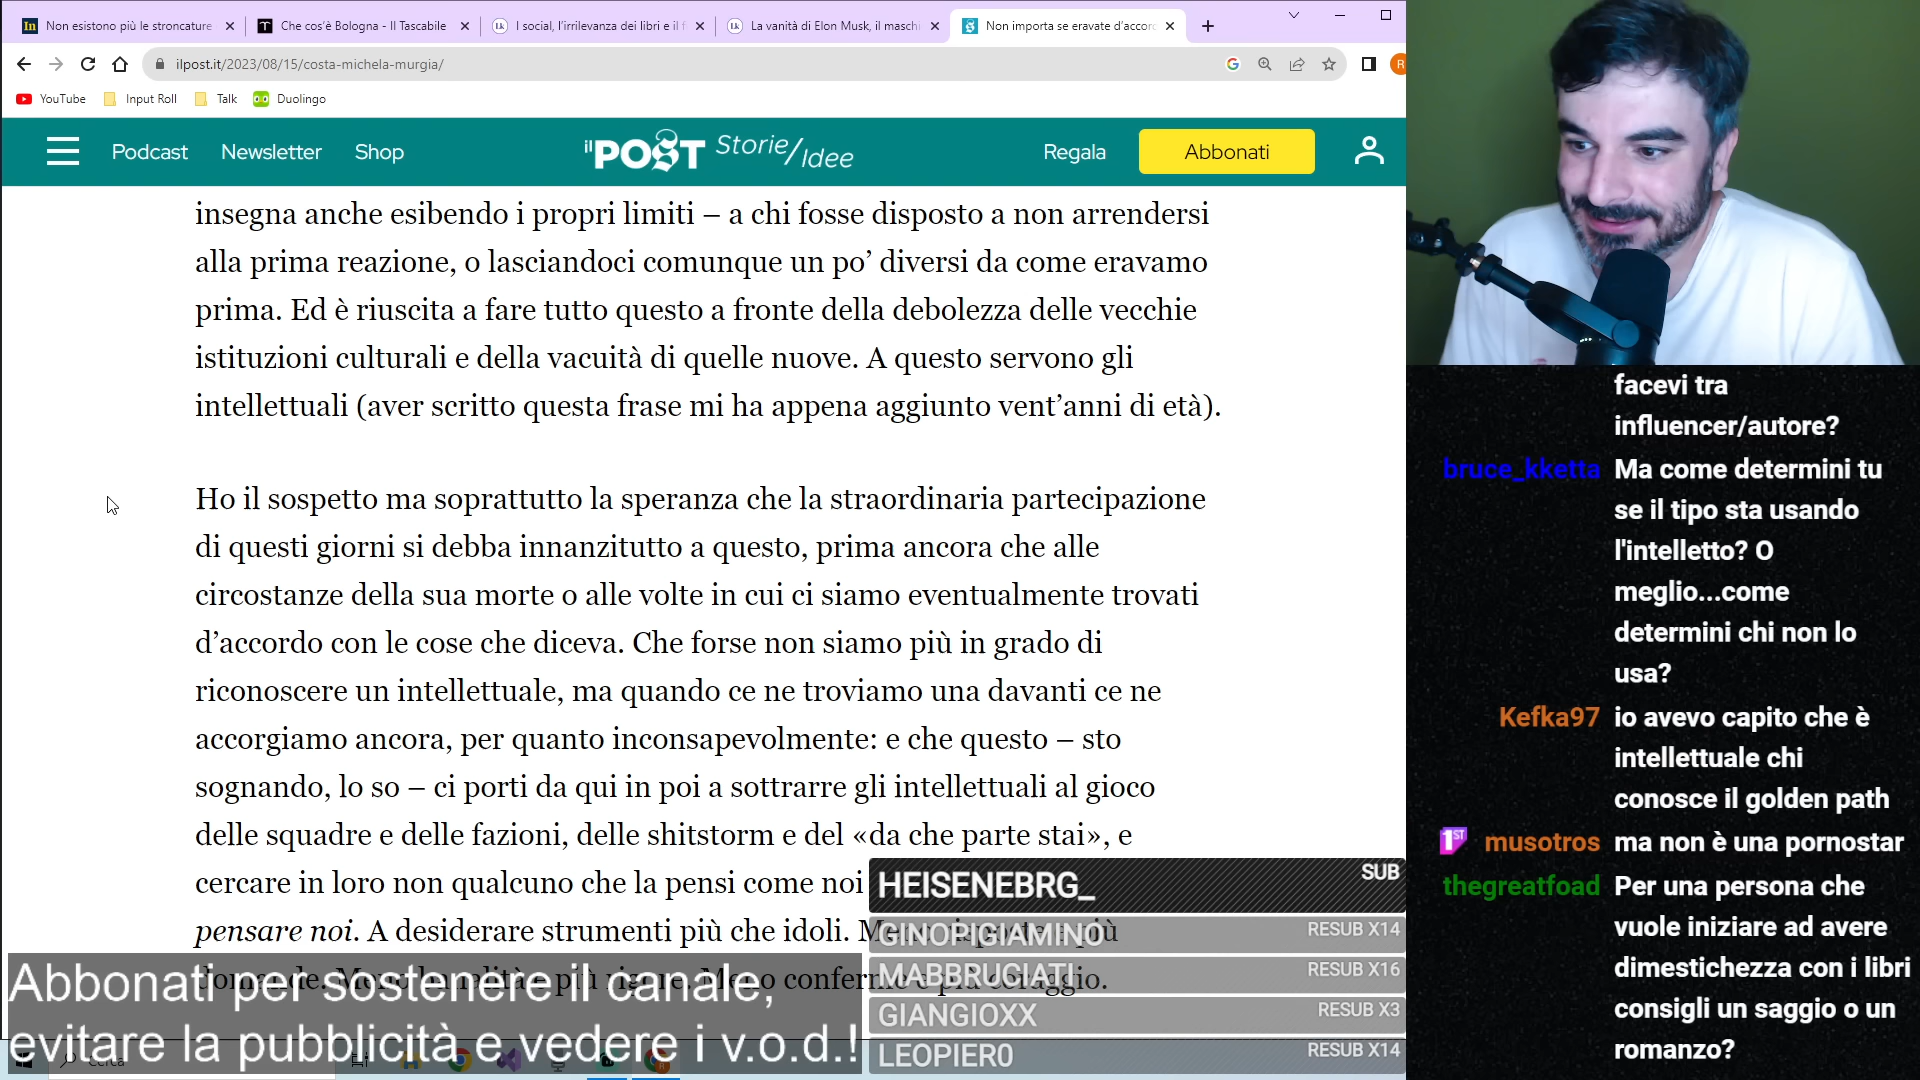 Non esistono più le stroncature
Che cos'è Bologna - Il Tascabile
I social, l'irrilevanza dei libri e il f
La vanità di Elon Musk, il maschi
Non importa se eravate d'accord
ilpost.it/2023/08/15/costa-michela-murgia/
YouTube
Input Roll
Talk
Duolingo
Podcast
Newsletter
Shop
il POST Storie/Idee
Regala
Abbonati
insegna anche esibendo i propri limiti – a chi fosse disposto a non arrendersi
alla prima reazione, o lasciandoci comunque un po' diversi da come eravamo
prima. Ed è riuscita a fare tutto questo a fronte della debolezza delle vecchie
istituzioni culturali e della vacuità di quelle nuove. A questo servono gli
intellettuali (aver scritto questa frase mi ha appena aggiunto vent'anni di età).
Ho il sospetto ma soprattutto la speranza che la straordinaria partecipazione
di questi giorni si debba innanzitutto a questo, prima ancora che alle
circostanze della sua morte o alle volte in cui ci siamo eventualmente trovati
d'accordo con le cose che diceva. Che forse non siamo più in grado di
riconoscere un intellettuale, ma quando ce ne troviamo una davanti ce ne
accorgiamo ancora, per quanto inconsapevolmente: e che questo – sto
sognando, lo so – ci porti da qui in poi a sottrarre gli intellettuali al gioco
delle squadre e delle fazioni, delle shitstorm e del «da che parte stai», e
cercare in loro non qualcuno che la pensi come noi
pensare noi. A desiderare strumenti più che idoli. Meno risposte e più
domande. Meno banalità e più rigore. Meno conferme e più coraggio.
Abbonati per sostenere il canale,
evitare la pubblicità e vedere i v.o.d.!
Cerca
HEISENEBRG_ SUB
GINOPIGIAMINO RESUB X14
MABBRUCIATI RESUB X16
GIANGIOXX RESUB X3
LEOPIER0 RESUB X14
facevi tra
influencer/autore?
bruce_kketta Ma come determini tu
se il tipo sta usando
l'intelletto? O
meglio...come
determini chi non lo
usa?
Kefka97 io avevo capito che è
intellettuale chi
conosce il golden path
1ST musotros ma non è una pornostar
thegreatfoad Per una persona che
vuole iniziare ad avere
dimestichezza con i libri
consigli un saggio o un
romanzo?